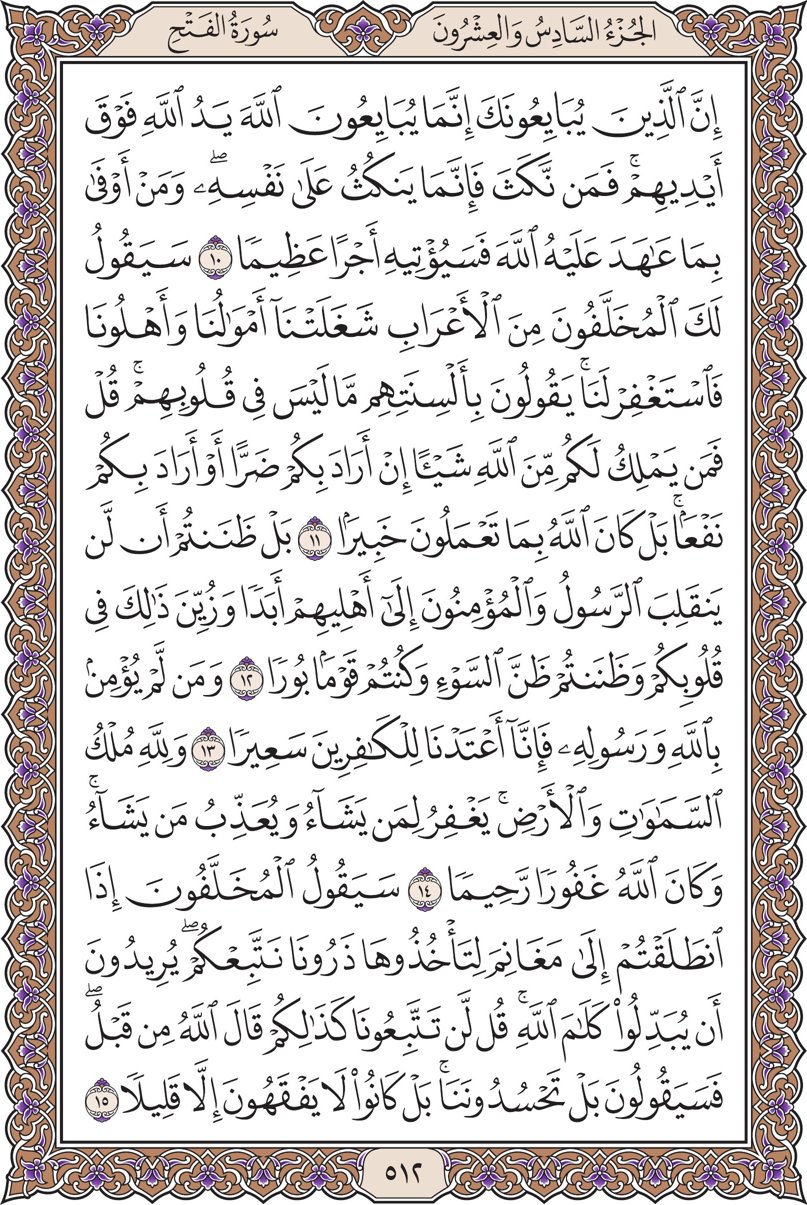 الجُزْءُ السَّادِسُ وَالعِشْرُونَ
سُورَةُ الفَتْحِ
إِنَّ ٱلَّذِينَ يُبَايِعُونَكَ إِنَّمَا يُبَايِعُونَ ٱللَّهَ يَدُ ٱللَّهِ فَوْقَ
أَيْدِيهِمْۚ فَمَن نَّكَثَ فَإِنَّمَا يَنكُثُ عَلَىٰ نَفْسِهِۦۖ وَمَنْ أَوْفَىٰ
بِمَا عَٰهَدَ عَلَيْهُ ٱللَّهَ فَسَيُؤْتِيهِ أَجْرًا عَظِيمًا ١٠ سَيَقُولُ
لَكَ ٱلْمُخَلَّفُونَ مِنَ ٱلْأَعْرَابِ شَغَلَتْنَآ أَمْوَٰلُنَا وَأَهْلُونَا
فَٱسْتَغْفِرْ لَنَاۚ يَقُولُونَ بِأَلْسِنَتِهِم مَّا لَيْسَ فِى قُلُوبِهِمْۚ قُلْ
فَمَن يَمْلِكُ لَكُم مِّنَ ٱللَّهِ شَيْـًٔا إِنْ أَرَادَ بِكُمْ ضَرًّا أَوْ أَرَادَ بِكُمْ
نَفْعَۢاۚ بَلْ كَانَ ٱللَّهُ بِمَا تَعْمَلُونَ خَبِيرَۢا ١١ بَلْ ظَنَنتُمْ أَن لَّن
يَنقَلِبَ ٱلرَّسُولُ وَٱلْمُؤْمِنُونَ إِلَىٰٓ أَهْلِيهِمْ أَبَدًا وَزُيِّنَ ذَٰلِكَ فِى
قُلُوبِكُمْ وَظَنَنتُمْ ظَنَّ ٱلسَّوْءِ وَكُنتُمْ قَوْمَۢا بُورًا ١٢ وَمَن لَّمْ يُؤْمِنۢ
بِٱللَّهِ وَرَسُولِهِۦ فَإِنَّآ أَعْتَدْنَا لِلْكَٰفِرِينَ سَعِيرًا ١٣ وَلِلَّهِ مُلْكُ
ٱلسَّمَٰوَٰتِ وَٱلْأَرْضِۚ يَغْفِرُ لِمَن يَشَآءُ وَيُعَذِّبُ مَن يَشَآءُۚ
وَكَانَ ٱللَّهُ غَفُورًا رَّحِيمًا ١٤ سَيَقُولُ ٱلْمُخَلَّفُونَ إِذَا
ٱنطَلَقْتُمْ إِلَىٰ مَغَانِمَ لِتَأْخُذُوهَا ذَرُونَا نَتَّبِعْكُمْۖ يُرِيدُونَ
أَن يُبَدِّلُوا۟ كَلَٰمَ ٱللَّهِۚ قُل لَّن تَتَّبِعُونَا كَذَٰلِكُمْ قَالَ ٱللَّهُ مِن قَبْلُۖ
فَسَيَقُولُونَ بَلْ تَحْسُدُونَنَاۚ بَلْ كَانُوا۟ لَا يَفْقَهُونَ إِلَّا قَلِيلًا ١٥
٥١٢